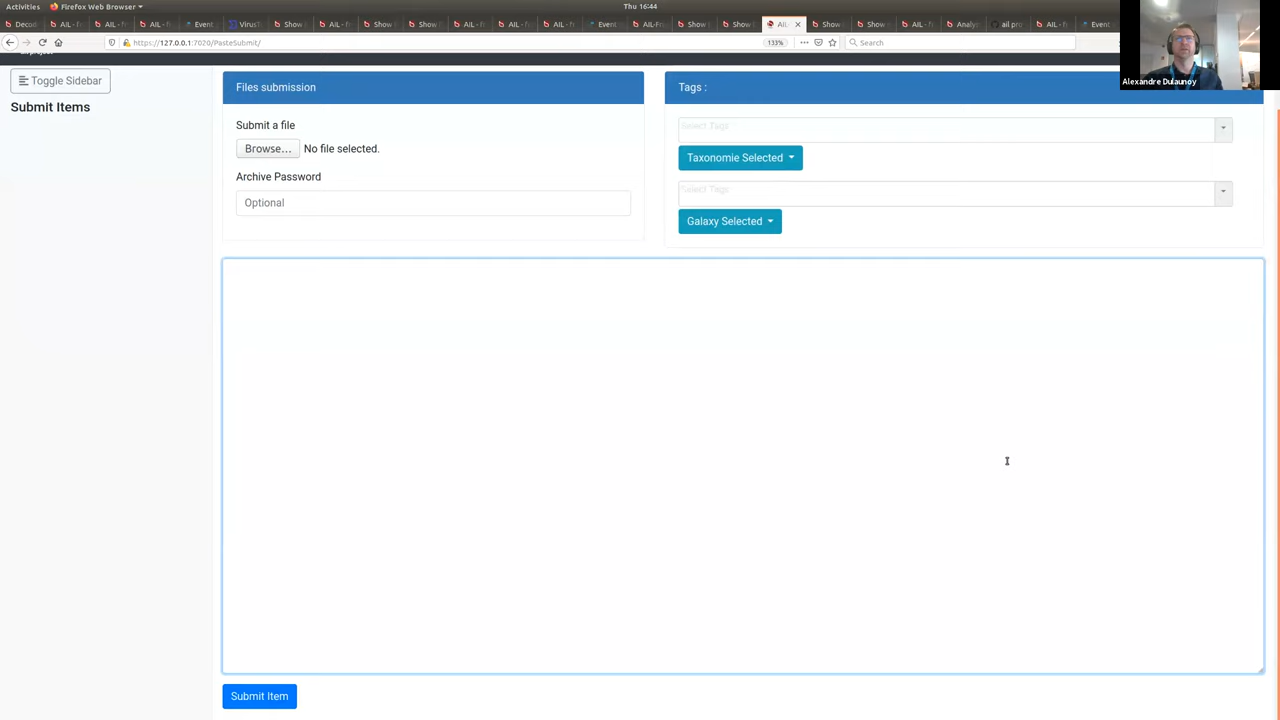 Activities Firefox Web Browser Thu 16:44
Decod AIL - F AIL - F AIL - fr Event VirusT Show AIL - fr Show Show AIL - fr AIL - fr AIL - fr Event AIL-Fr Show Show AIL Show Show AIL - fr Analy ail pro AIL - fr Event
https://127.0.0.1:7020/PasteSubmit/ 133% Search
Alexandre Dulaunoy
Toggle Sidebar
Submit Items
Files submission
Submit a file
Browse... No file selected.
Archive Password
Optional
Tags :
Select Tags
Taxonomie Selected
Select Tags
Galaxy Selected
Submit Item